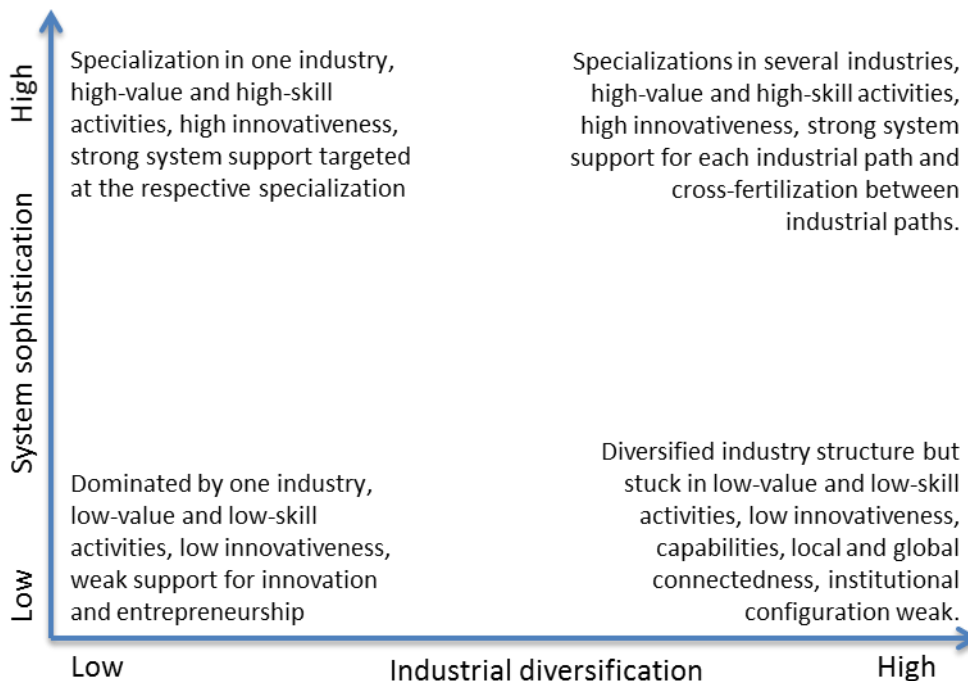 High
Specialization in one industry,
high-value and high-skill
activities, high innovativeness,
strong system support targeted
at the respective specialization
Specializations in several industries,
high-value and high-skill activities,
high innovativeness, strong system
support for each industrial path and
cross-fertilization between
industrial paths.
System sophistication
Dominated by one industry,
low-value and low-skill
activities, low innovativeness,
weak support for innovation
and entrepreneurship
Diversified industry structure but
stuck in low-value and low-skill
activities, low innovativeness,
capabilities, local and global
connectedness, institutional
configuration weak.
Low
Low
Industrial diversification
High